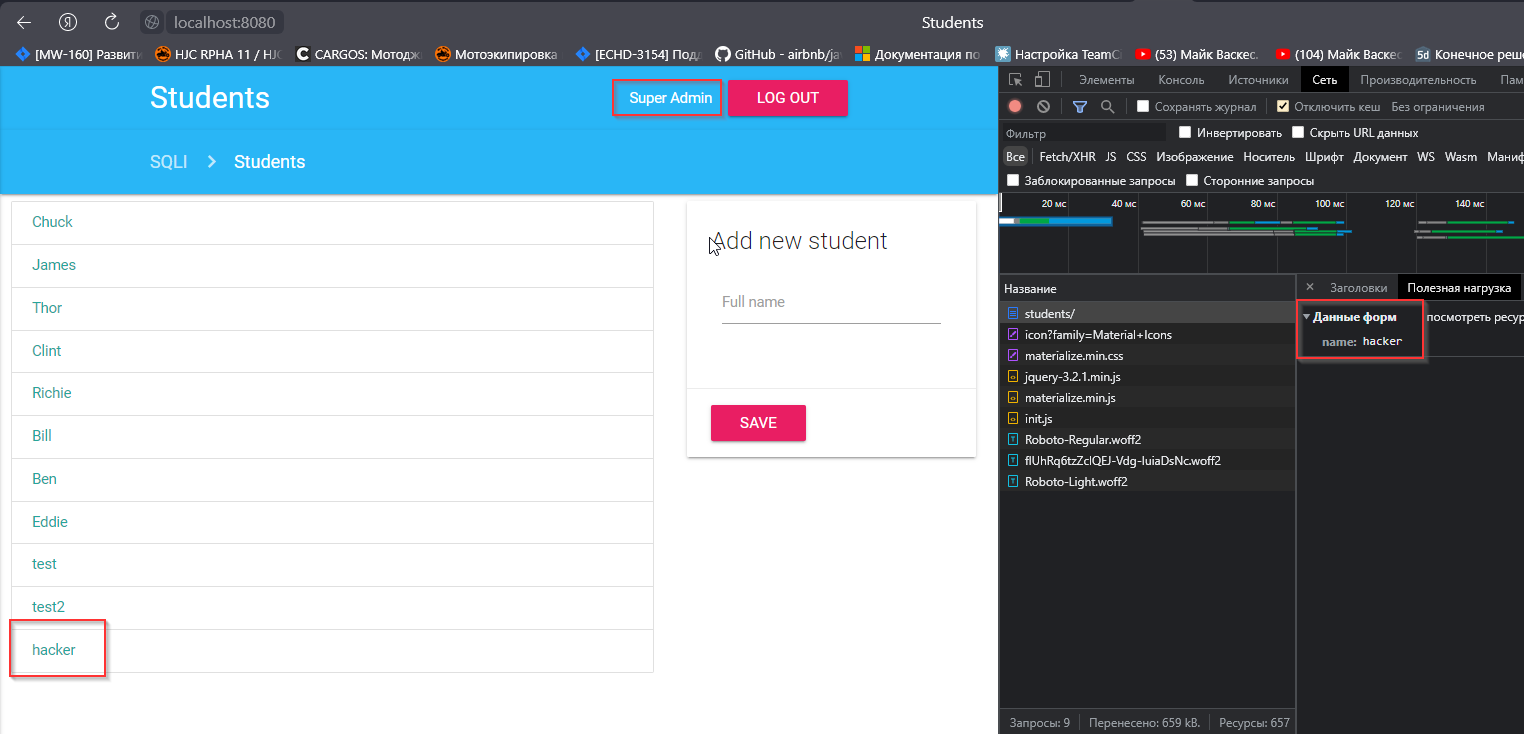 localhost:8080
Students
[MW-160] Развити
HJC RPHA 11 / HJC
CARGOS: Мотодж
Мотоэкипировка
[ECHD-3154] Подд
GitHub - airbnb/ja
Документация по
Настройка TeamCi
(53) Майк Васкес.
(104) Майк Васкес
5d Конечное реше
Students
Super Admin
LOG OUT
SQLI
Students
Chuck
James
Thor
Clint
Richie
Bill
Ben
Eddie
test
test2
hacker
Add new student
Full name
SAVE
Элементы Консоль Источники Сеть Производительность Пам
Сохранять журнал Отключить кеш Без ограничения
Фильтр Инвертировать Скрыть URL данных
Все Fetch/XHR JS CSS Изображение Носитель Шрифт Документ WS Wasm Маниф
Заблокированные запросы Сторонние запросы
20 мс 40 мс 60 мс 80 мс 100 мс 120 мс 140 мс
Название
× Заголовки Полезная нагрузка
students/
icon?family=Material+Icons
materialize.min.css
jquery-3.2.1.min.js
materialize.min.js
init.js
Roboto-Regular.woff2
flUhRq6tzZclQEJ-Vdg-IuiaDsNc.woff2
Roboto-Light.woff2
Данные форм посмотреть ресур
name: hacker
Запросы: 9 Перенесено: 659 kB. Ресурсы: 657